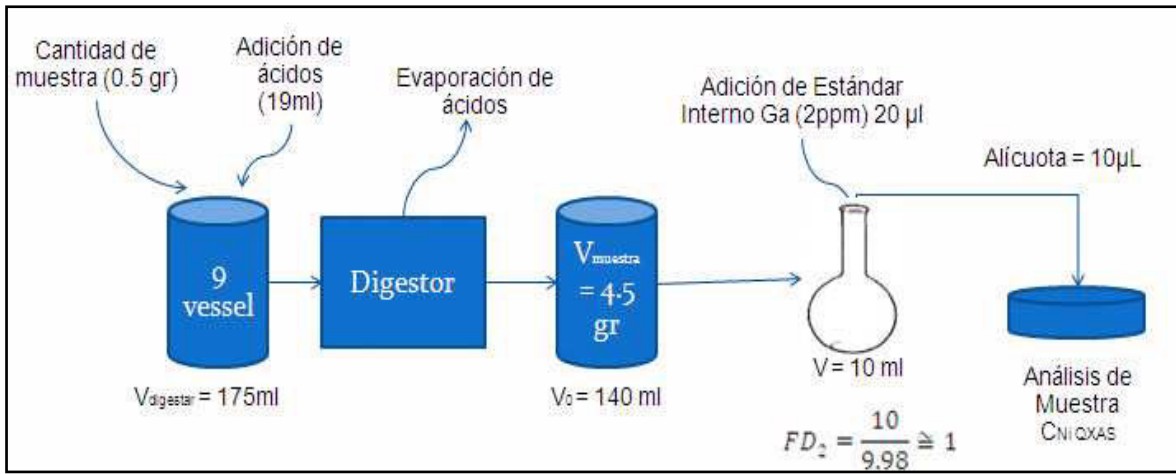 Cantidad de
muestra (0.5 gr)
Adición de
ácidos
(19ml)
Evaporación de
ácidos
Adición de Estándar
Interno Ga (2ppm) 20 µl
Alícuota = 10µL
9
vessel
Digestor
Vmuestra
= 4.5
gr
Vdigestar = 175ml
V0 = 140 ml
V = 10 ml
FD2 = 10/9.98 ≅ 1
Análisis de
Muestra
CNi QXAS